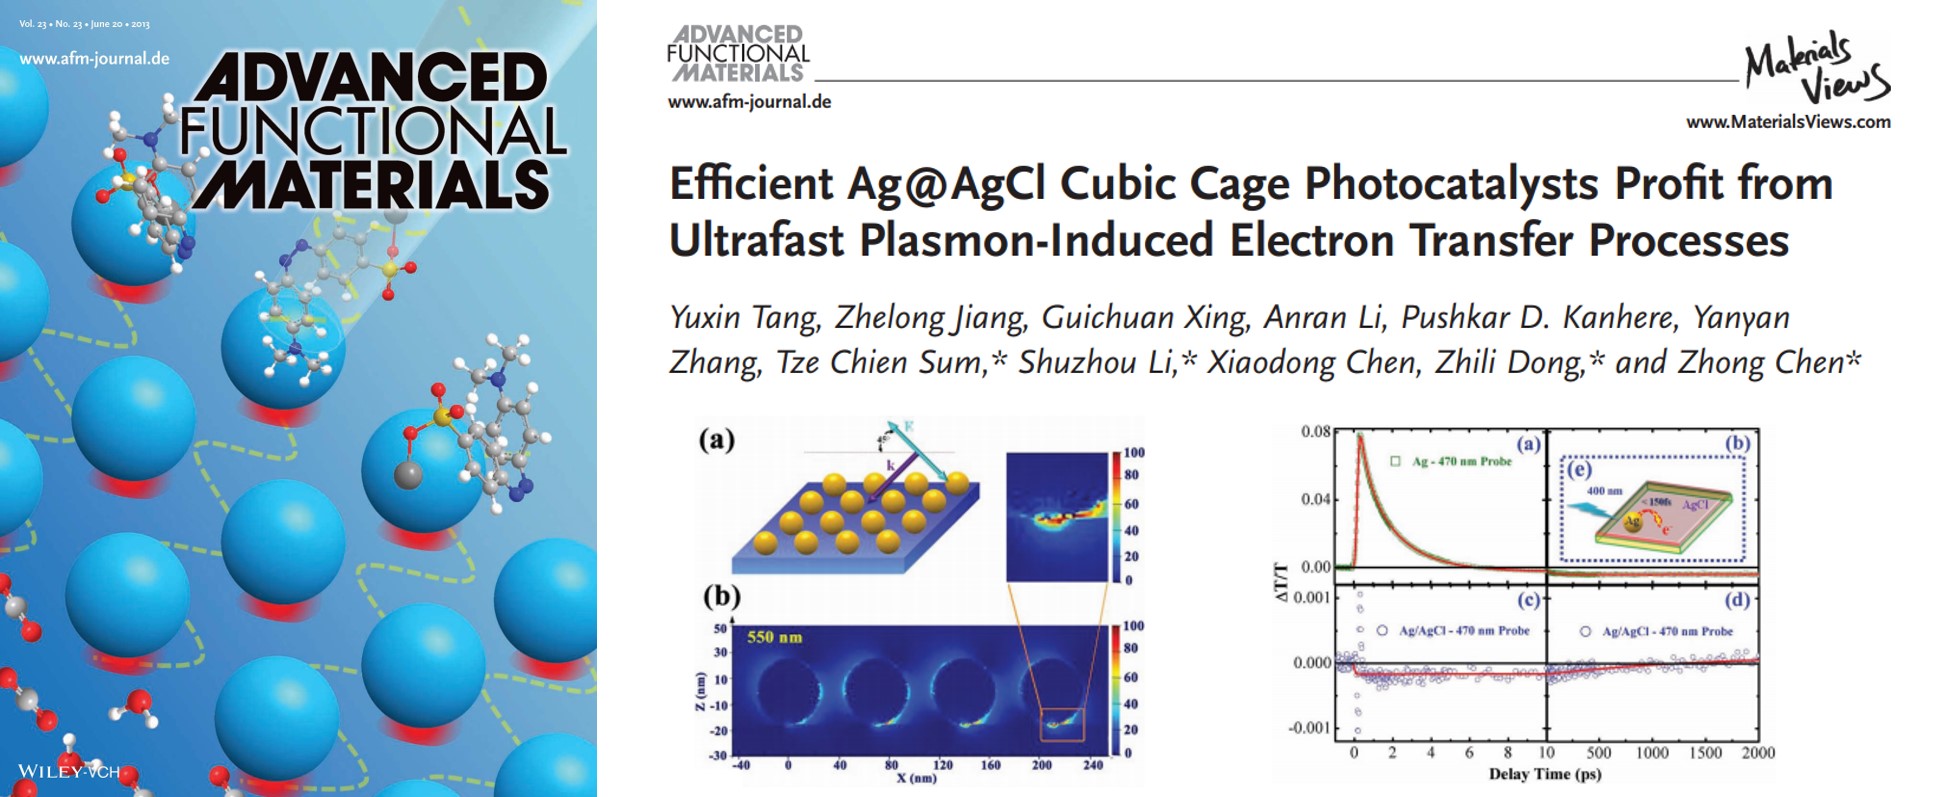 Vol. 23 • No. 23 • June 20 • 2013
www.afm-journal.de
ADVANCED
FUNCTIONAL
MATERIALS
WILEY-VCH
ADVANCED
FUNCTIONAL
MATERIALS
www.afm-journal.de
Materials
Views
www.MaterialsViews.com
Efficient Ag@AgCl Cubic Cage Photocatalysts Profit from
Ultrafast Plasmon-Induced Electron Transfer Processes
Yuxin Tang, Zhelong Jiang, Guichuan Xing, Anran Li, Pushkar D. Kanhere, Yanyan
Zhang, Tze Chien Sum,* Shuzhou Li,* Xiaodong Chen, Zhili Dong,* and Zhong Chen*
(a)
45°
E
k
100
80
60
40
20
0
(b)
550 nm
50
30
10
-10
-20
-30
Z (nm)
-40 0 40 80 120 160 200 240
X (nm)
100
80
60
40
20
0
0.08
0.04
0.00
0.001
0.000
-0.001
ΔT/T
(a)
Ag - 470 nm Probe
(b)
(e)
400 nm
< 150fs
AgCl
Ag
e-
(c)
Ag/AgCl - 470 nm Probe
(d)
Ag/AgCl - 470 nm Probe
0 2 4 6 8 10 500 1000 1500 2000
Delay Time (ps)